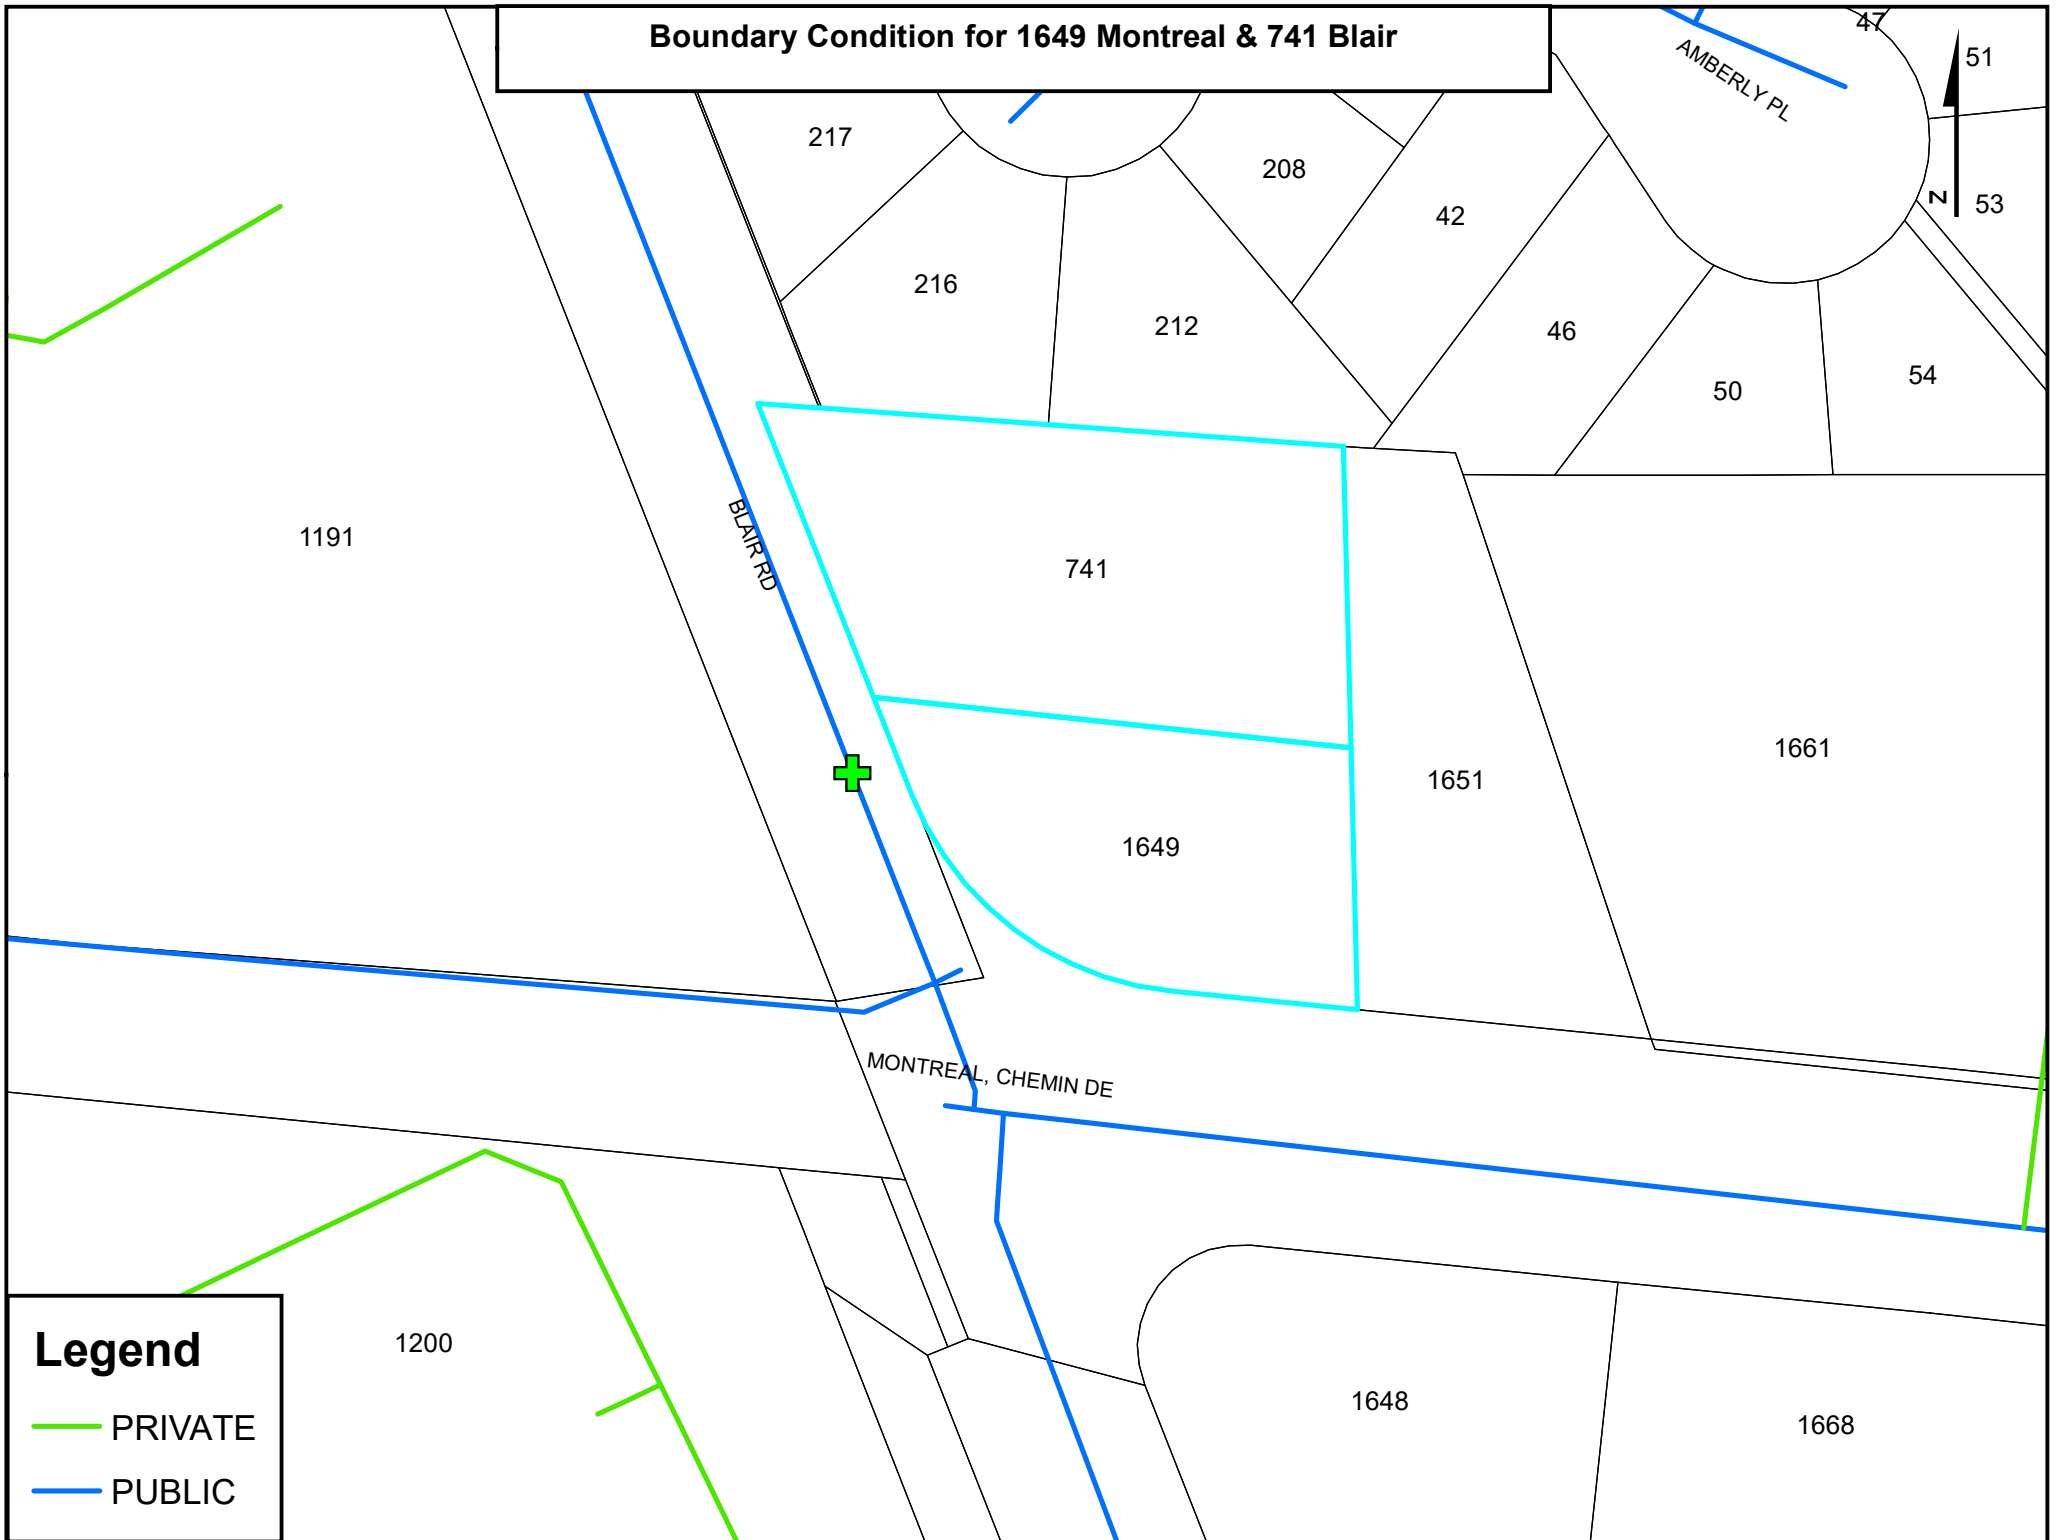 Boundary Condition for 1649 Montreal & 741 Blair
47
51
AMBERLY PL
217
208
42
N
53
216
212
46
50
54
1191
BLAIR RD
741
1661
1651
1649
MONTREAL, CHEMIN DE
1200
1648
1668
Legend
PRIVATE
PUBLIC